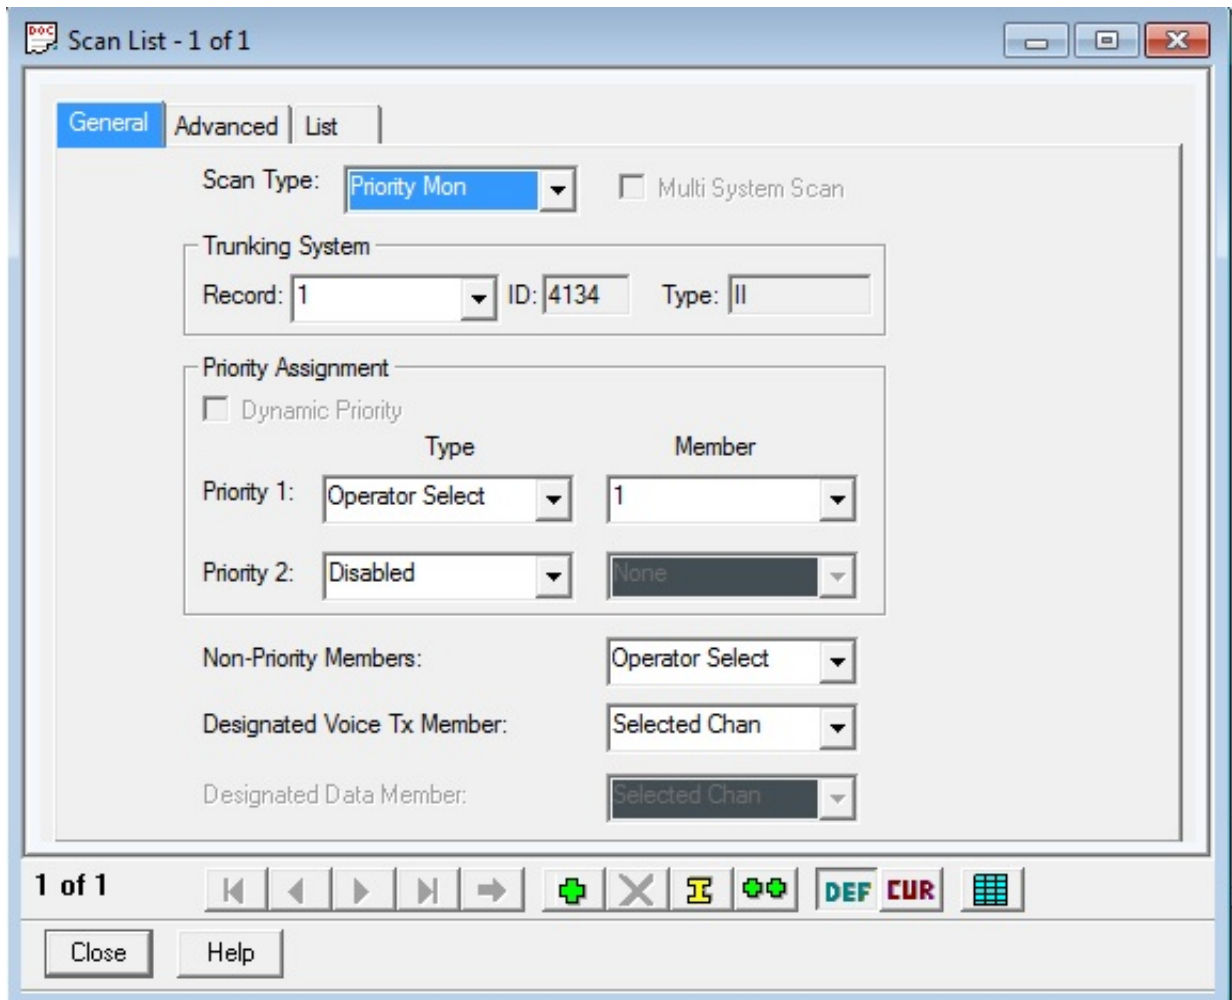 DOC
Scan List - 1 of 1
General Advanced List
Scan Type: Priority Mon Multi System Scan
Trunking System
Record: 1 ID: 4134 Type: II
Priority Assignment
Dynamic Priority
Type Member
Priority 1: Operator Select 1
Priority 2: Disabled None
Non-Priority Members: Operator Select
Designated Voice Tx Member: Selected Chan
Designated Data Member: Selected Chan
1 of 1 DEF CUR
Close Help